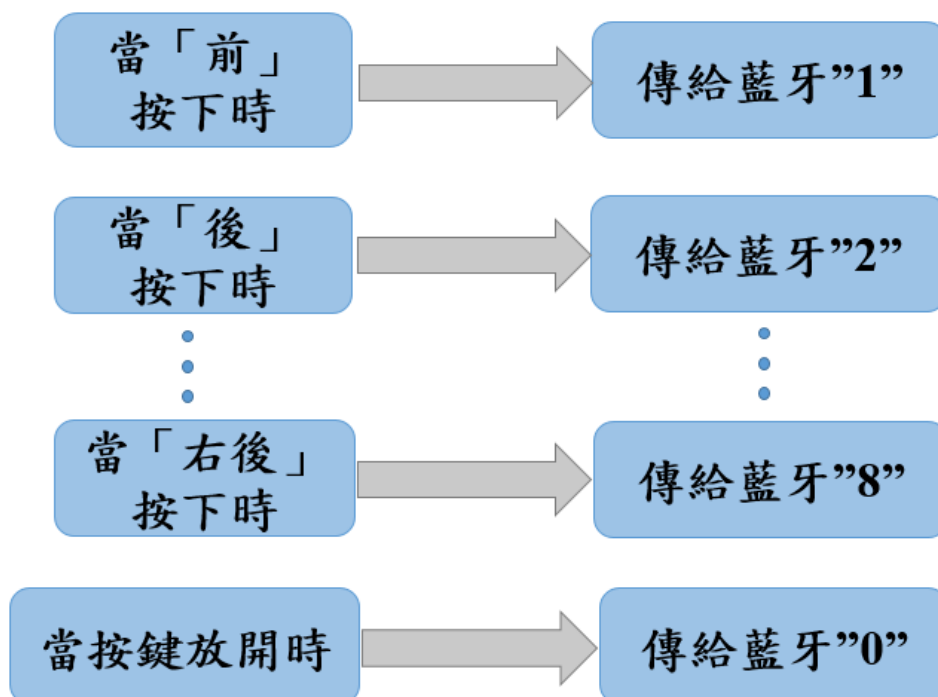 當「前」
按下時
傳給藍牙”1”
當「後」
按下時
傳給藍牙”2”
當「右後」
按下時
傳給藍牙”8”
當按鍵放開時
傳給藍牙”0”